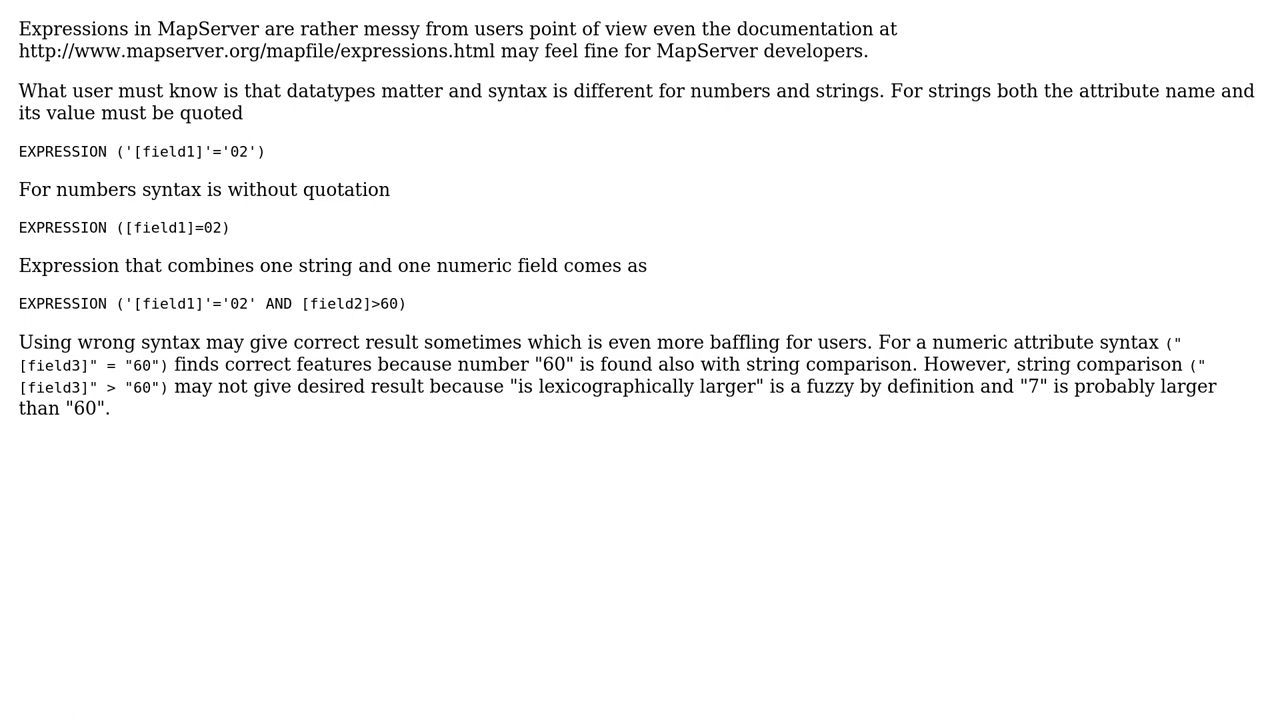 Expressions in MapServer are rather messy from users point of view even the documentation at
http://www.mapserver.org/mapfile/expressions.html may feel fine for MapServer developers.
What user must know is that datatypes matter and syntax is different for numbers and strings. For strings both the attribute name and
its value must be quoted
EXPRESSION ('[field1]'='02')
For numbers syntax is without quotation
EXPRESSION ([field1]=02)
Expression that combines one string and one numeric field comes as
EXPRESSION ('[field1]'='02' AND [field2]>60)
Using wrong syntax may give correct result sometimes which is even more baffling for users. For a numeric attribute syntax ("
[field3]" = "60") finds correct features because number "60" is found also with string comparison. However, string comparison ("
[field3]" > "60") may not give desired result because "is lexicographically larger" is a fuzzy by definition and "7" is probably larger
than "60".